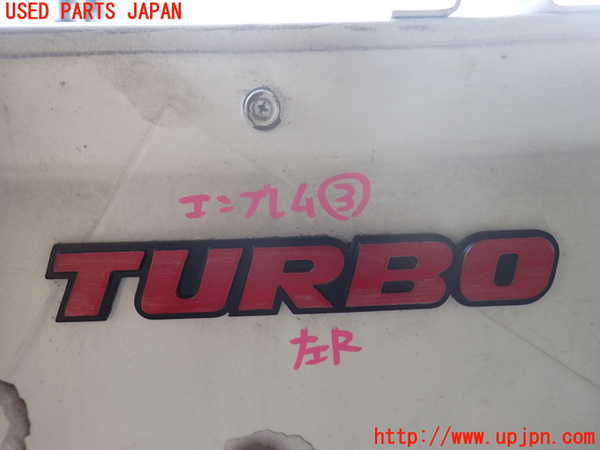 USED PARTS JAPAN
エンブレム③
TURBO
左R
http://www.upjpn.com/